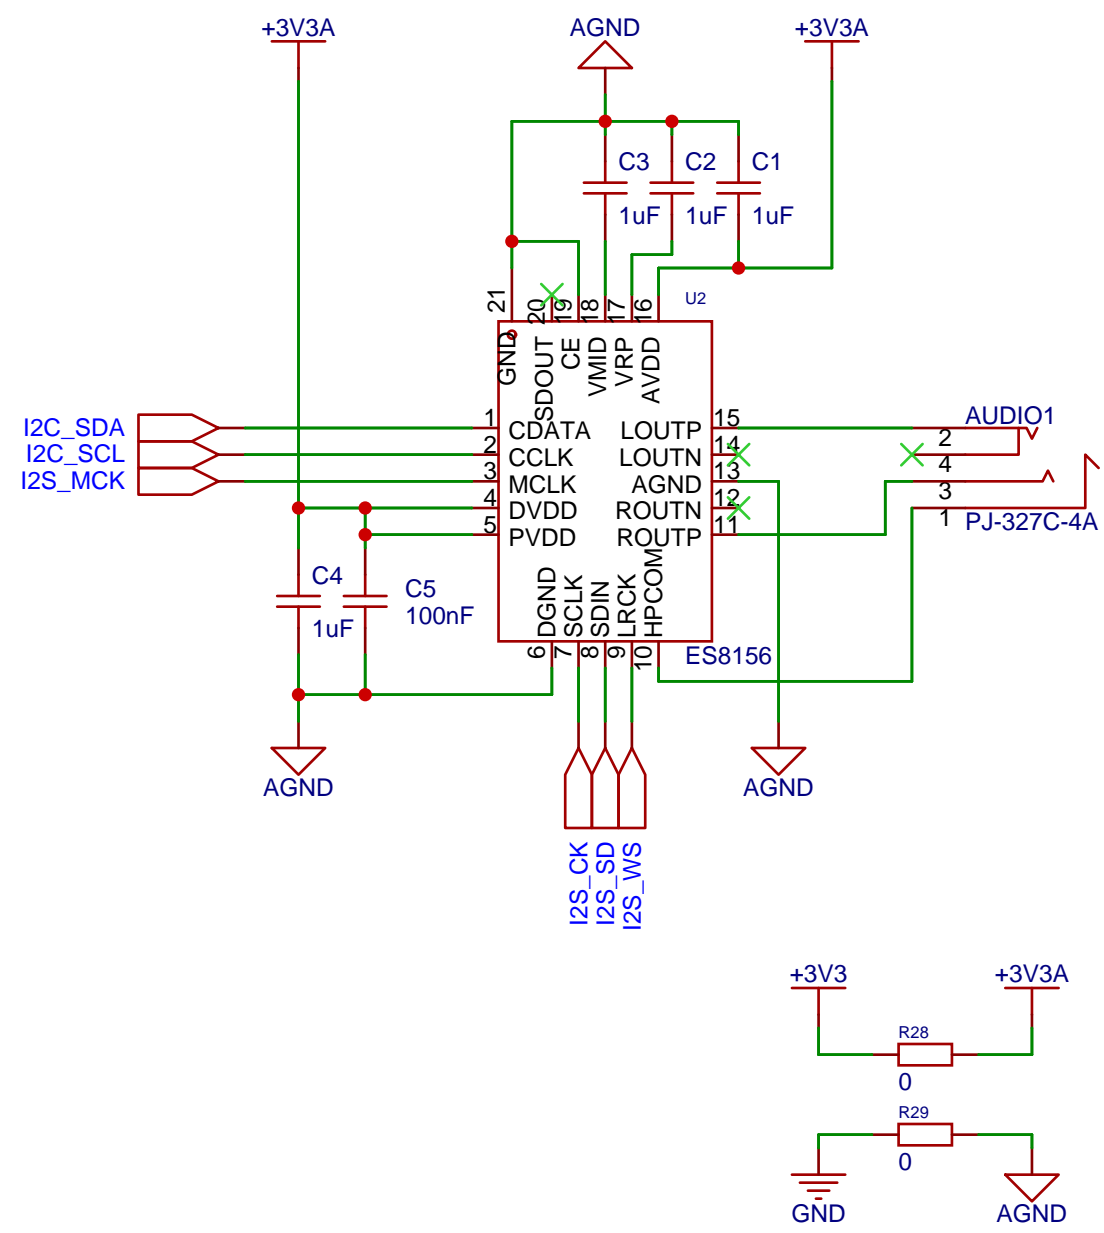 +3V3A
AGND
+3V3A
C3
C2
C1
1uF
1uF
1uF
21
20
19
18
17
16
U2
GND
SDOUT
CE
VMID
VRP
AVDD
I2C_SDA
I2C_SCL
I2S_MCK
1
2
3
4
5
CDATA
CCLK
MCLK
DVDD
PVDD
LOUTP
LOUTN
AGND
ROUTN
ROUTP
15
14
13
12
11
AUDIO1
2
4
3
1
PJ-327C-4A
C4
1uF
C5
100nF
DGND
SCLK
SDIN
LRCK
HPCOM
6
7
8
9
10
ES8156
AGND
AGND
I2S_CK
I2S_SD
I2S_WS
+3V3
+3V3A
R28
0
R29
0
GND
AGND